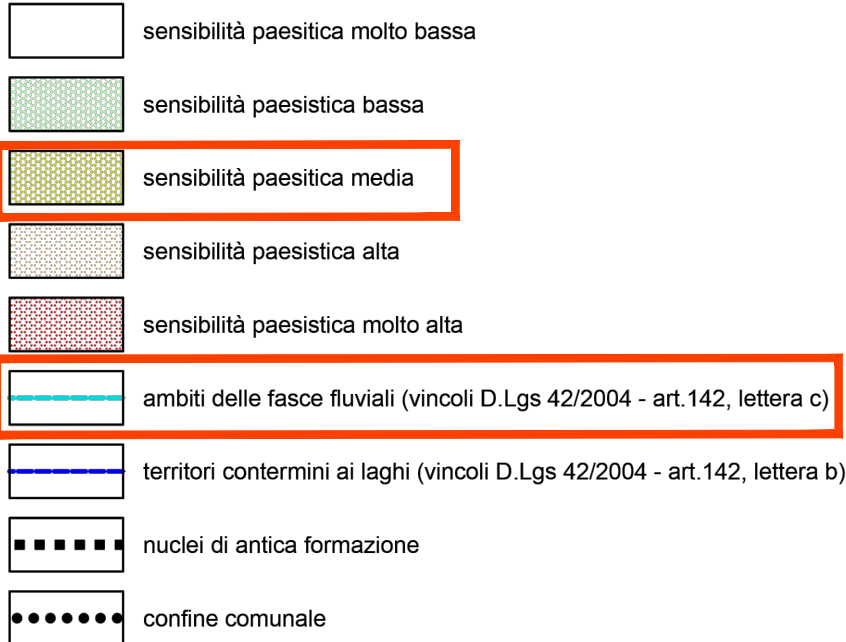 sensibilità paesitica molto bassa
sensibilità paesistica bassa
sensibilità paesitica media
sensibilità paesistica alta
sensibilità paesistica molto alta
ambiti delle fasce fluviali (vincoli D.Lgs 42/2004 - art.142, lettera c)
territori contermini ai laghi (vincoli D.Lgs 42/2004 - art.142, lettera b)
nuclei di antica formazione
confine comunale